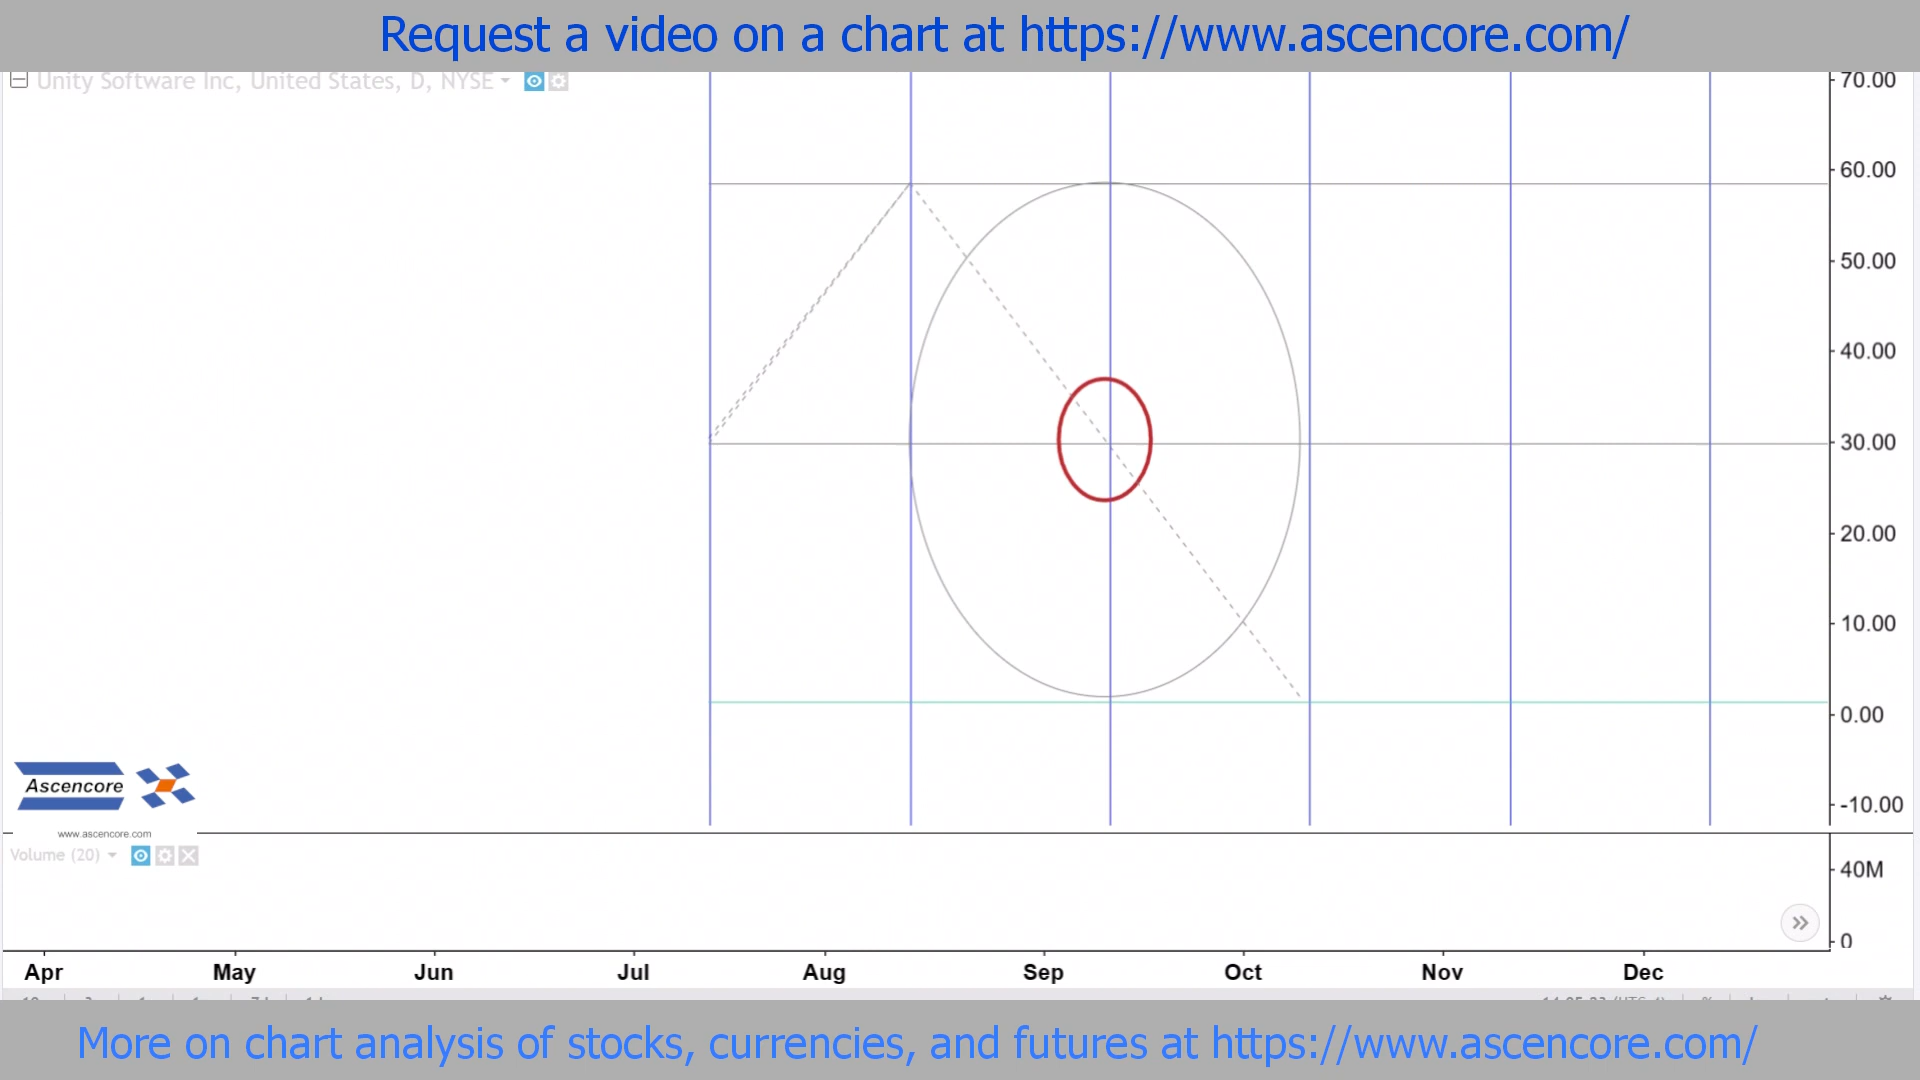 Request a video on a chart at https://www.ascencore.com/
Unity Software Inc, United States, D, NYSE
70.00
60.00
50.00
40.00
30.00
20.00
10.00
0.00
-10.00
Ascencore
www.ascencore.com
Volume (20)
40M
0
Apr May Jun Jul Aug Sep Oct Nov Dec
More on chart analysis of stocks, currencies, and futures at https://www.ascencore.com/